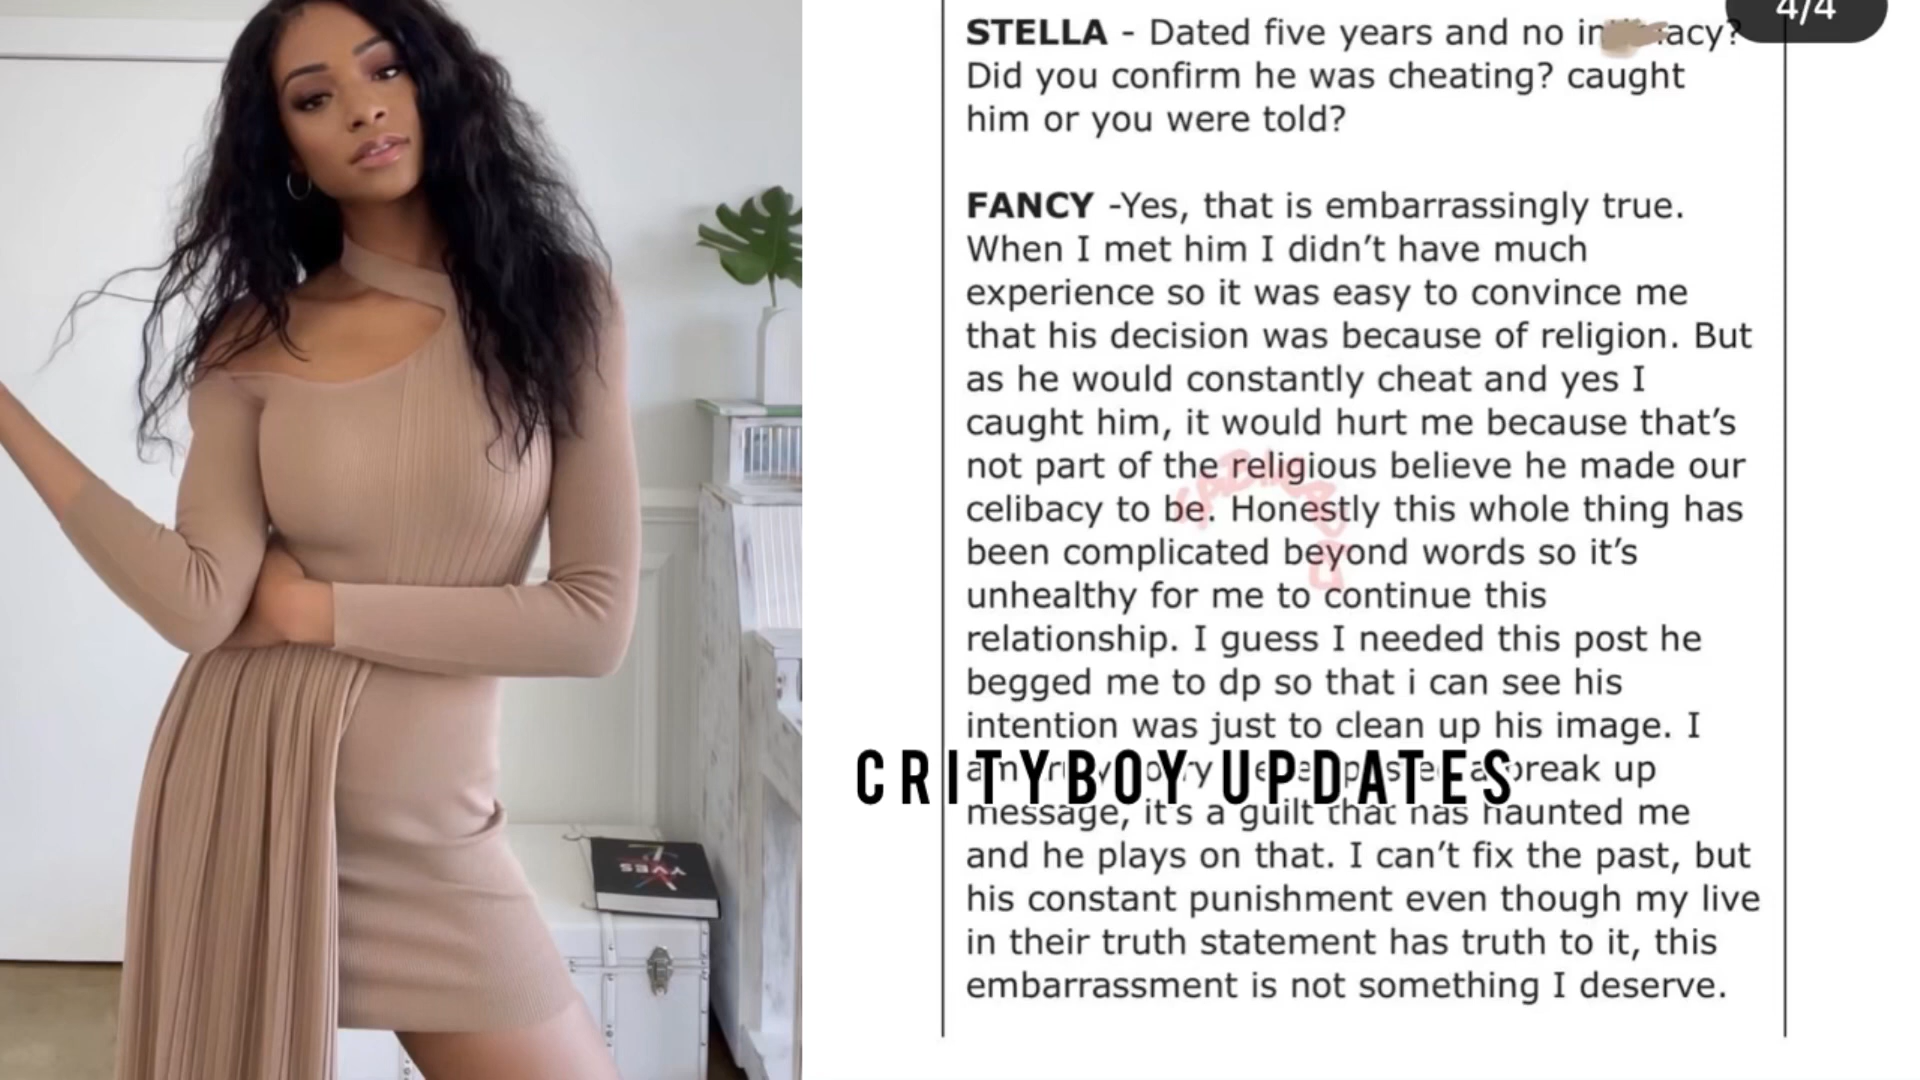 4/4
STELLA - Dated five years and no in acy?
Did you confirm he was cheating? caught
him or you were told?
FANCY -Yes, that is embarrassingly true.
When I met him I didn't have much
experience so it was easy to convince me
that his decision was because of religion. But
as he would constantly cheat and yes I
caught him, it would hurt me because that's
not part of the religious believe he made our
celibacy to be. Honestly this whole thing has
been complicated beyond words so it's
unhealthy for me to continue this
relationship. I guess I needed this post he
begged me to dp so that i can see his
intention was just to clean up his image. I
am break up
CRITYBOY UPDATES
message, it's a guilt that has haunted me
and he plays on that. I can't fix the past, but
his constant punishment even though my live
in their truth statement has truth to it, this
embarrassment is not something I deserve.
YVES